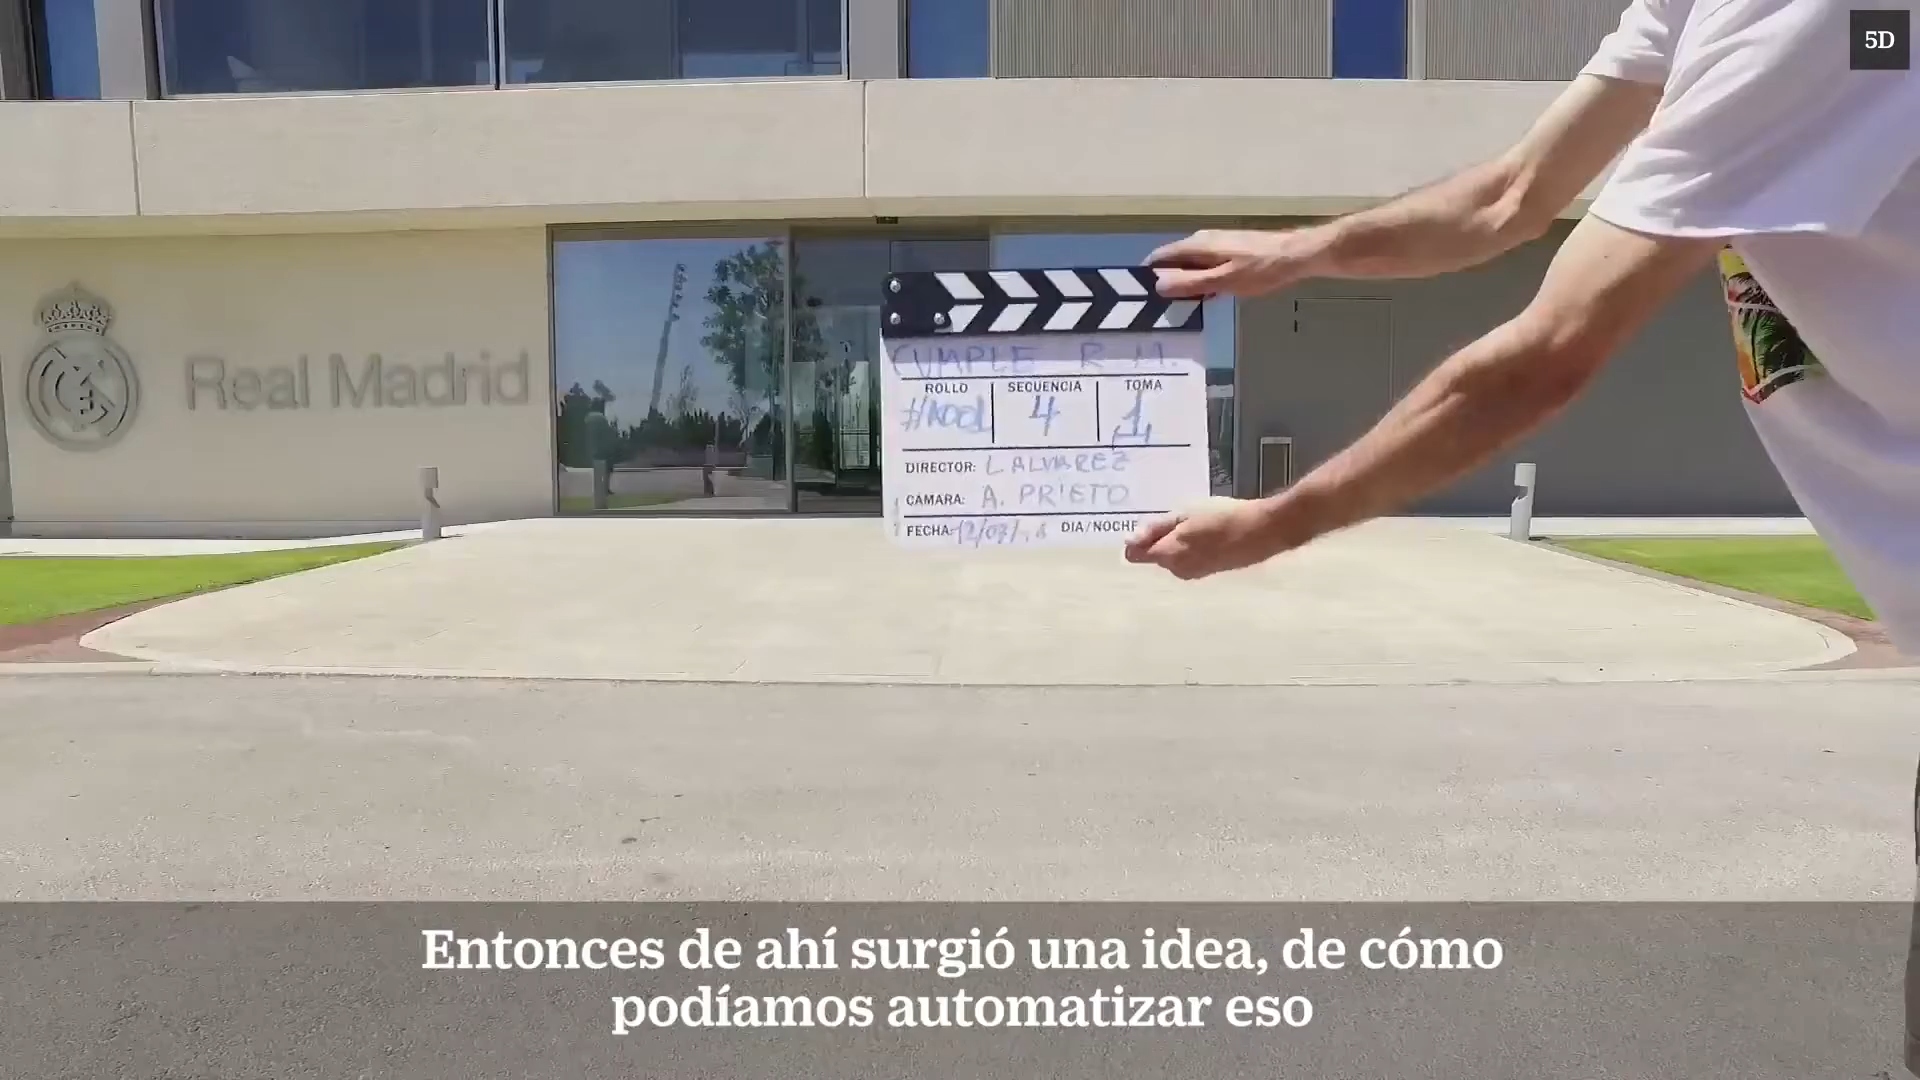 5D
Real Madrid
CUMPLE R.M.
ROLLO SECUENCIA TOMA
4 1
DIRECTOR: L ALVAREZ
CÁMARA: A. PRIETO
FECHA: DIA/NOCHE
Entonces de ahí surgió una idea, de cómo
podíamos automatizar eso